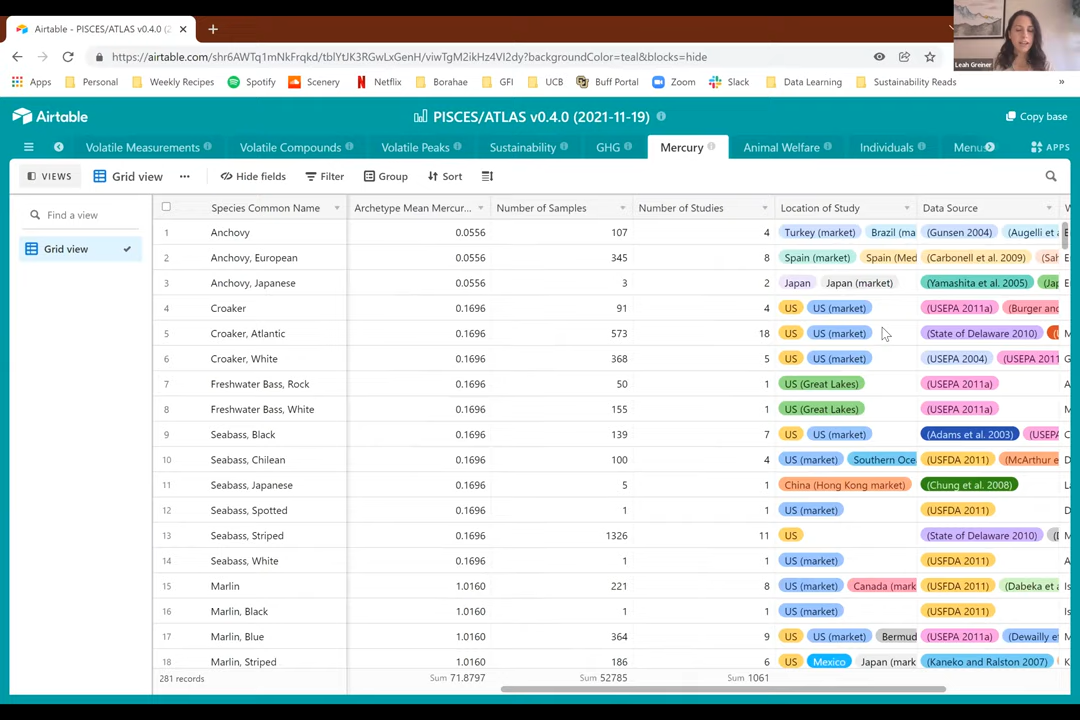 Airtable - PISCES/ATLAS v0.4.0 (2
https://airtable.com/shr6AWTq1mNkFrqkd/tblYtJK3RGwLxGenH/viwTgM2ikHz4Vl2dy?backgroundColor=teal&blocks=hide
Leah Greiner
Apps Personal Weekly Recipes Spotify Scenery Netflix Borahae GFI UCB Buff Portal Zoom Slack Data Learning Sustainability Reads »
Airtable PISCES/ATLAS v0.4.0 (2021-11-19) Copy base
Volatile Measurements Volatile Compounds Volatile Peaks Sustainability GHG Mercury Animal Welfare Individuals Menus APPS
VIEWS Grid view ... Hide fields Filter Group Sort
Find a view
Grid view
Species Common Name Archetype Mean Mercur... Number of Samples Number of Studies Location of Study Data Source
1 Anchovy 0.0556 107 4 Turkey (market) Brazil (ma (Gunsen 2004) (Augelli et a
2 Anchovy, European 0.0556 345 8 Spain (market) Spain (Med (Carbonell et al. 2009) (Sah
3 Anchovy, Japanese 0.0556 3 2 Japan Japan (market) (Yamashita et al. 2005) (Jap
4 Croaker 0.1696 91 4 US US (market) (USEPA 2011a) (Burger and
5 Croaker, Atlantic 0.1696 573 18 US US (market) (State of Delaware 2010)
6 Croaker, White 0.1696 368 5 US US (market) (USEPA 2004) (USEPA 2011
7 Freshwater Bass, Rock 0.1696 50 1 US (Great Lakes) (USEPA 2011a)
8 Freshwater Bass, White 0.1696 155 1 US (Great Lakes) (USEPA 2011a)
9 Seabass, Black 0.1696 139 7 US US (market) (Adams et al. 2003) (USEPA
10 Seabass, Chilean 0.1696 100 4 US (market) Southern Oce (USFDA 2011) (McArthur e
11 Seabass, Japanese 0.1696 5 1 China (Hong Kong market) (Chung et al. 2008)
12 Seabass, Spotted 0.1696 1 1 US (market) (USFDA 2011)
13 Seabass, Striped 0.1696 1326 11 US (State of Delaware 2010)
14 Seabass, White 0.1696 1 1 US (market) (USFDA 2011)
15 Marlin 1.0160 221 8 US (market) Canada (mark (USFDA 2011) (Dabeka et a
16 Marlin, Black 1.0160 1 1 US (market) (USFDA 2011)
17 Marlin, Blue 1.0160 364 9 US US (market) Bermud (USEPA 2011a) (Dewailly et
18 Marlin, Striped 1.0160 186 6 US Mexico Japan (mark (Kaneko and Ralston 2007)
281 records Sum 71.8797 Sum 52785 Sum 1061